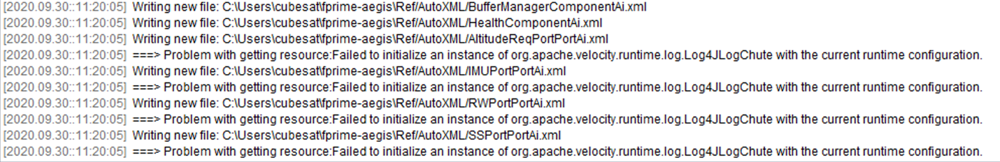 [2020.09.30::11:20:05] Writing new file: C:\Users\cubesat\fprime-aegis\Ref/AutoXML/BufferManagerComponentAi.xml
[2020.09.30::11:20:05] Writing new file: C:\Users\cubesat\fprime-aegis\Ref/AutoXML/HealthComponentAi.xml
[2020.09.30::11:20:05] Writing new file: C:\Users\cubesat\fprime-aegis\Ref/AutoXML/AltitudeReqPortPortAi.xml
[2020.09.30::11:20:05] ===> Problem with getting resource:Failed to initialize an instance of org.apache.velocity.runtime.log.Log4JLogChute with the current runtime configuration.
[2020.09.30::11:20:05] Writing new file: C:\Users\cubesat\fprime-aegis\Ref/AutoXML/IMUPortPortAi.xml
[2020.09.30::11:20:05] ===> Problem with getting resource:Failed to initialize an instance of org.apache.velocity.runtime.log.Log4JLogChute with the current runtime configuration.
[2020.09.30::11:20:05] Writing new file: C:\Users\cubesat\fprime-aegis\Ref/AutoXML/RWPortPortAi.xml
[2020.09.30::11:20:05] ===> Problem with getting resource:Failed to initialize an instance of org.apache.velocity.runtime.log.Log4JLogChute with the current runtime configuration.
[2020.09.30::11:20:05] Writing new file: C:\Users\cubesat\fprime-aegis\Ref/AutoXML/SSPortPortAi.xml
[2020.09.30::11:20:05] ===> Problem with getting resource:Failed to initialize an instance of org.apache.velocity.runtime.log.Log4JLogChute with the current runtime configuration.